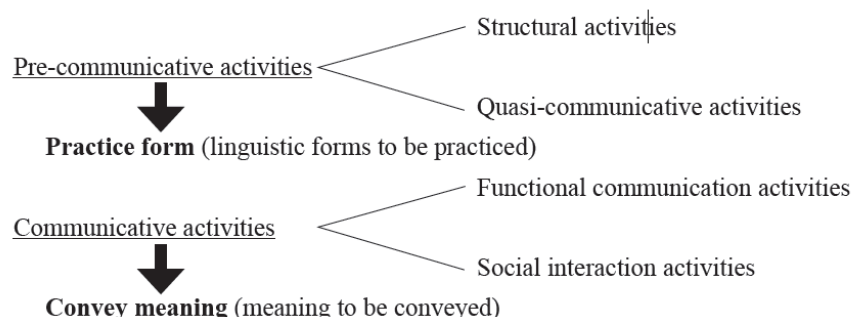 Structural activities
Pre-communicative activities
Quasi-communicative activities
Practice form (linguistic forms to be practiced)
Functional communication activities
Communicative activities
Social interaction activities
Convey meaning (meaning to be conveyed)